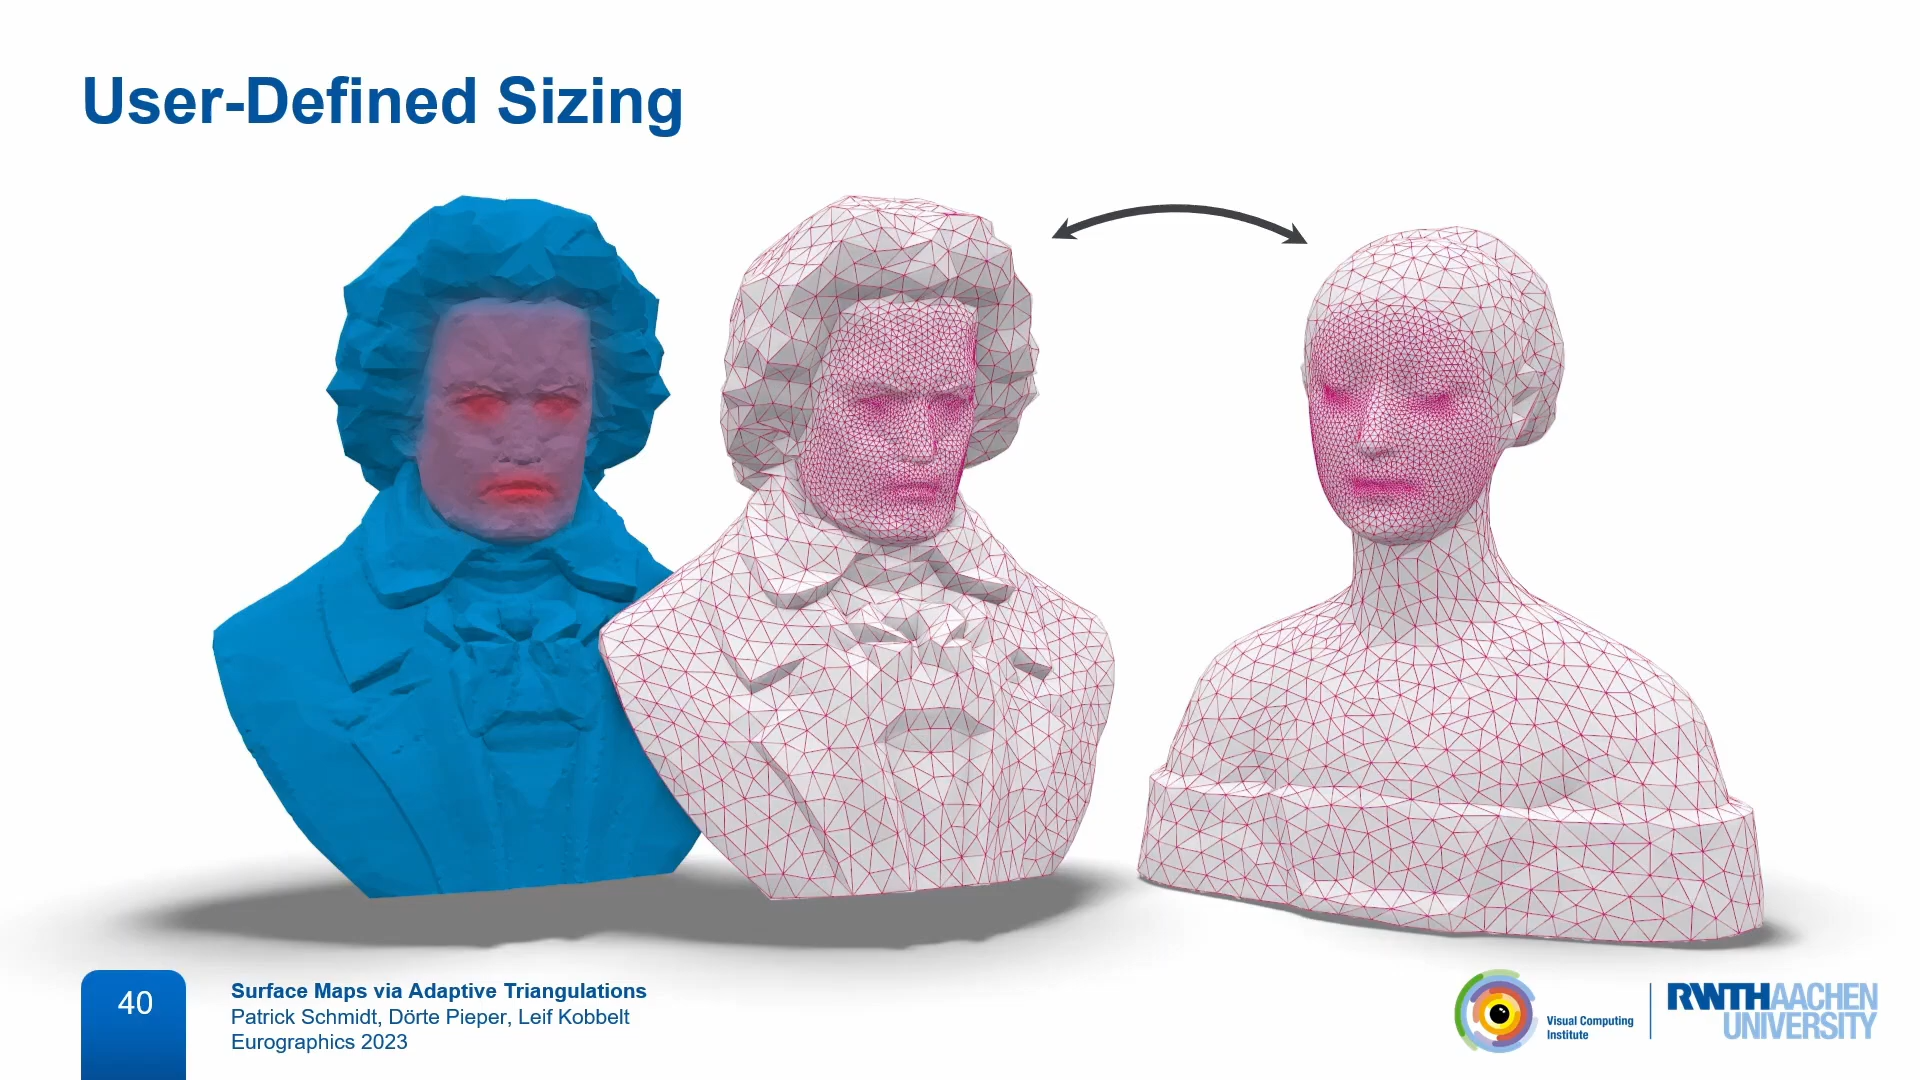 User-Defined Sizing
40
Surface Maps via Adaptive Triangulations
Patrick Schmidt, Dörte Pieper, Leif Kobbelt
Eurographics 2023
Visual Computing
Institute
RWTHAACHEN
UNIVERSITY